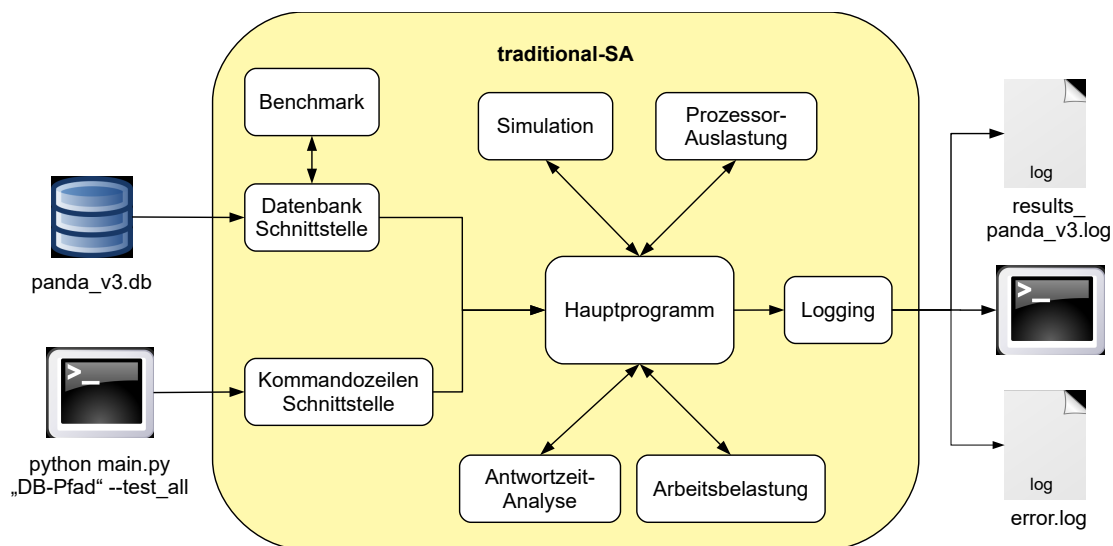 traditional-SA
Benchmark
Simulation
Prozessor-
Auslastung
Datenbank
Schnittstelle
panda_v3.db
Hauptprogramm
Logging
log
results_
panda_v3.log
>_
>_
Kommandozeilen
Schnittstelle
python main.py
„DB-Pfad“ --test_all
Antwortzeit-
Analyse
Arbeitsbelastung
log
error.log